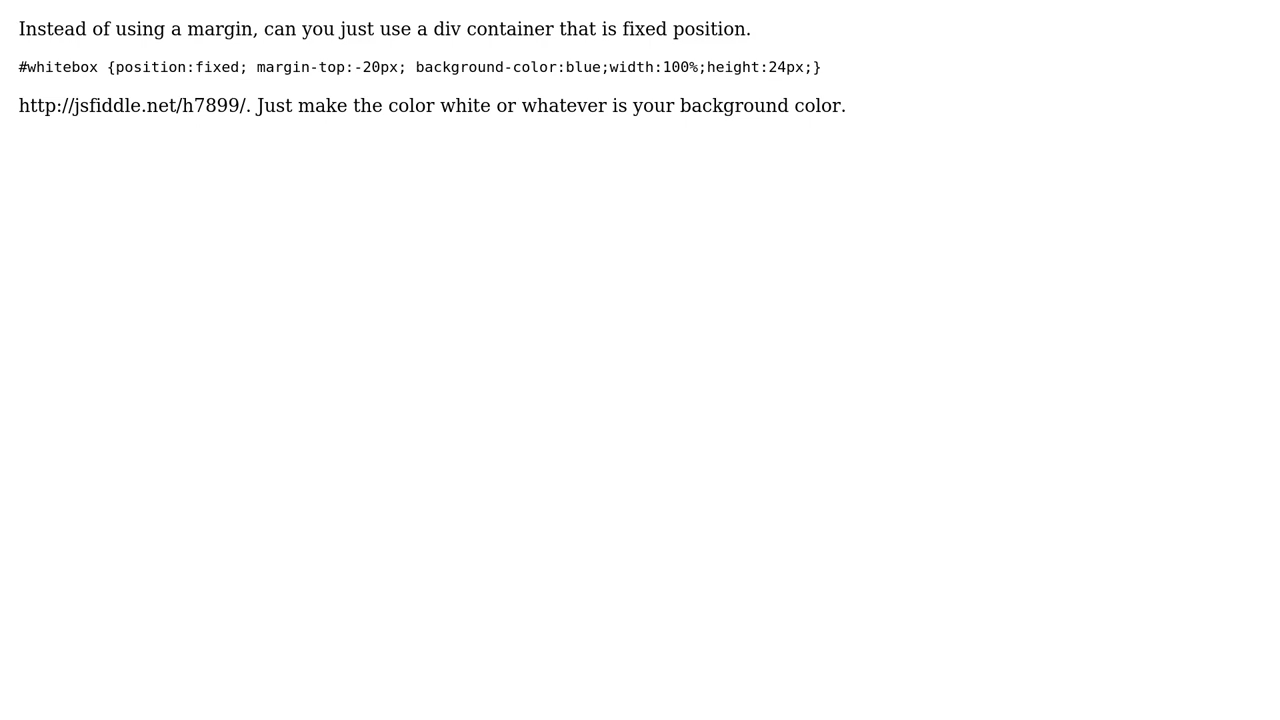 Instead of using a margin, can you just use a div container that is fixed position.
#whitebox {position:fixed; margin-top:-20px; background-color:blue;width:100%;height:24px;}
http://jsfiddle.net/h7899/. Just make the color white or whatever is your background color.